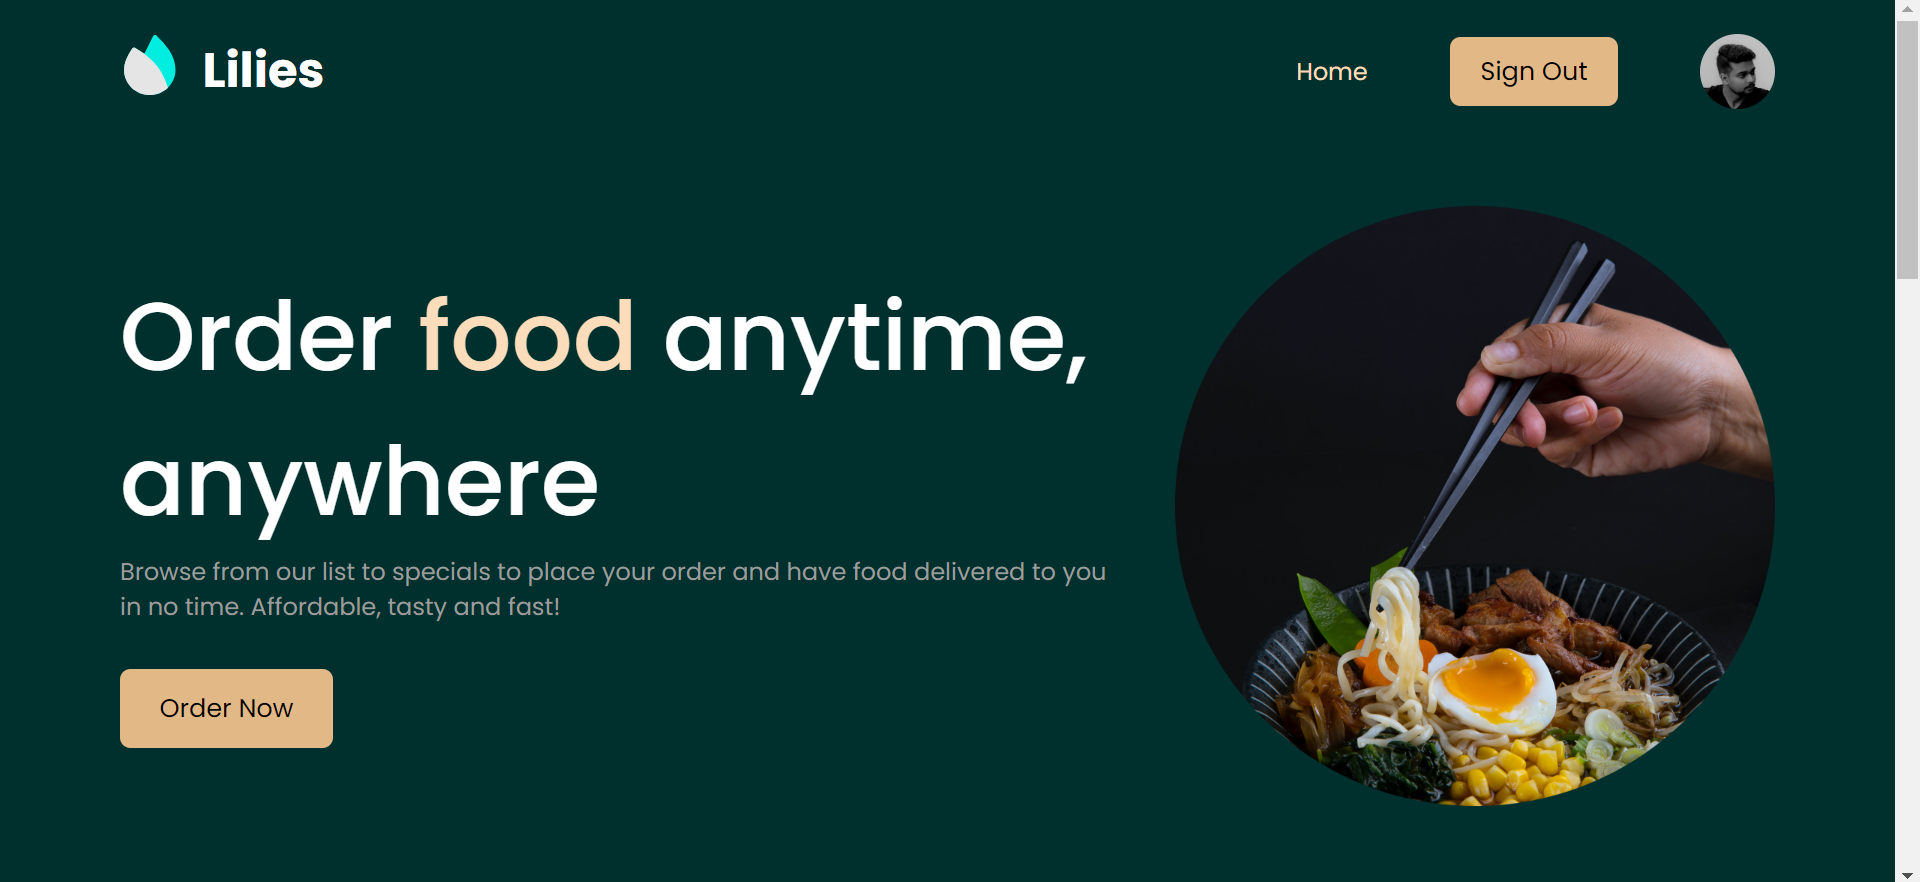 Lilies
Home
Sign Out
Order food anytime,
anywhere
Browse from our list to specials to place your order and have food delivered to you
in no time. Affordable, tasty and fast!
Order Now